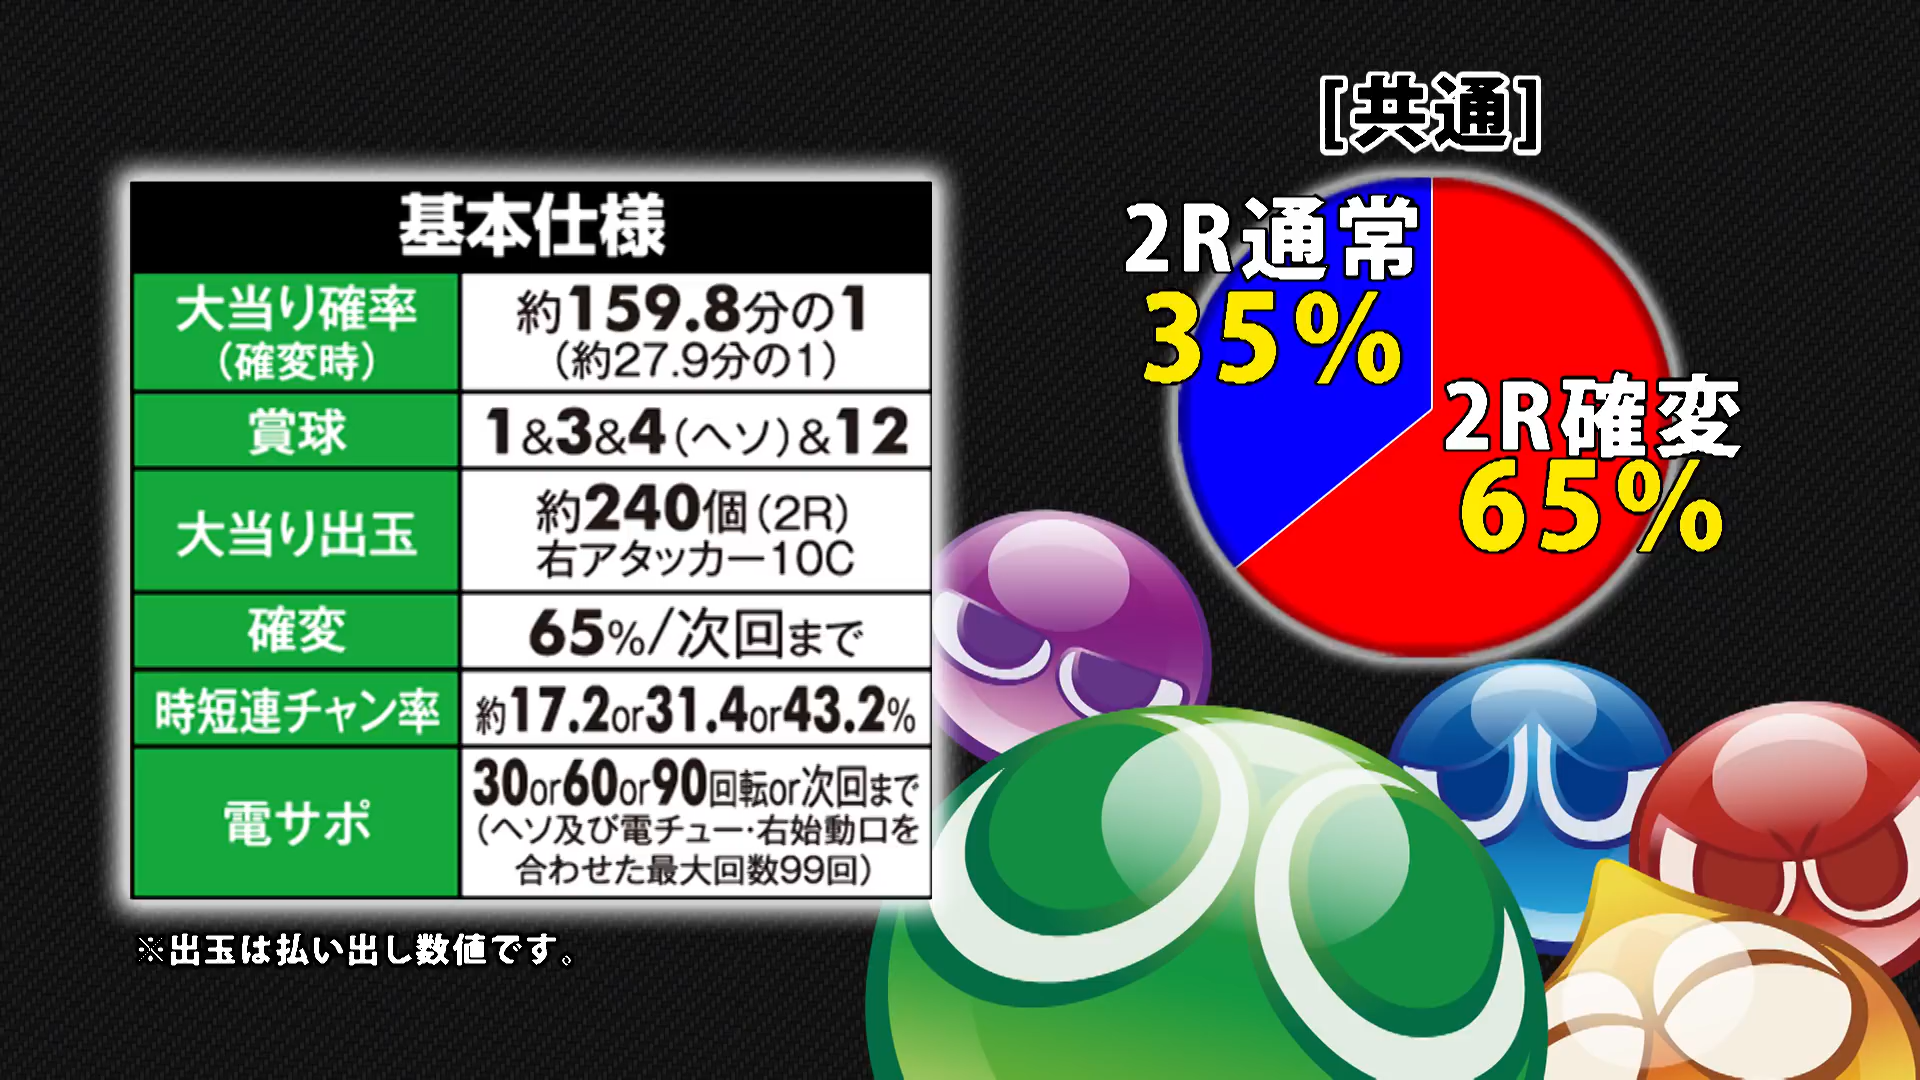 基本仕様
大当り確率
(確変時)
約159.8分の1
(約27.9分の1)
賞球
1&3&4(ヘソ)&12
大当り出玉
約240個(2R)
右アタッカー10C
確変
65%/次回まで
時短連チャン率
約17.2or31.4or43.2%
電サポ
30or60or90回転or次回まで
(ヘソ及び電チュー・右始動口を
合わせた最大回数99回)
※出玉は払い出し数値です。
[共通]
2R通常
35%
2R確変
65%